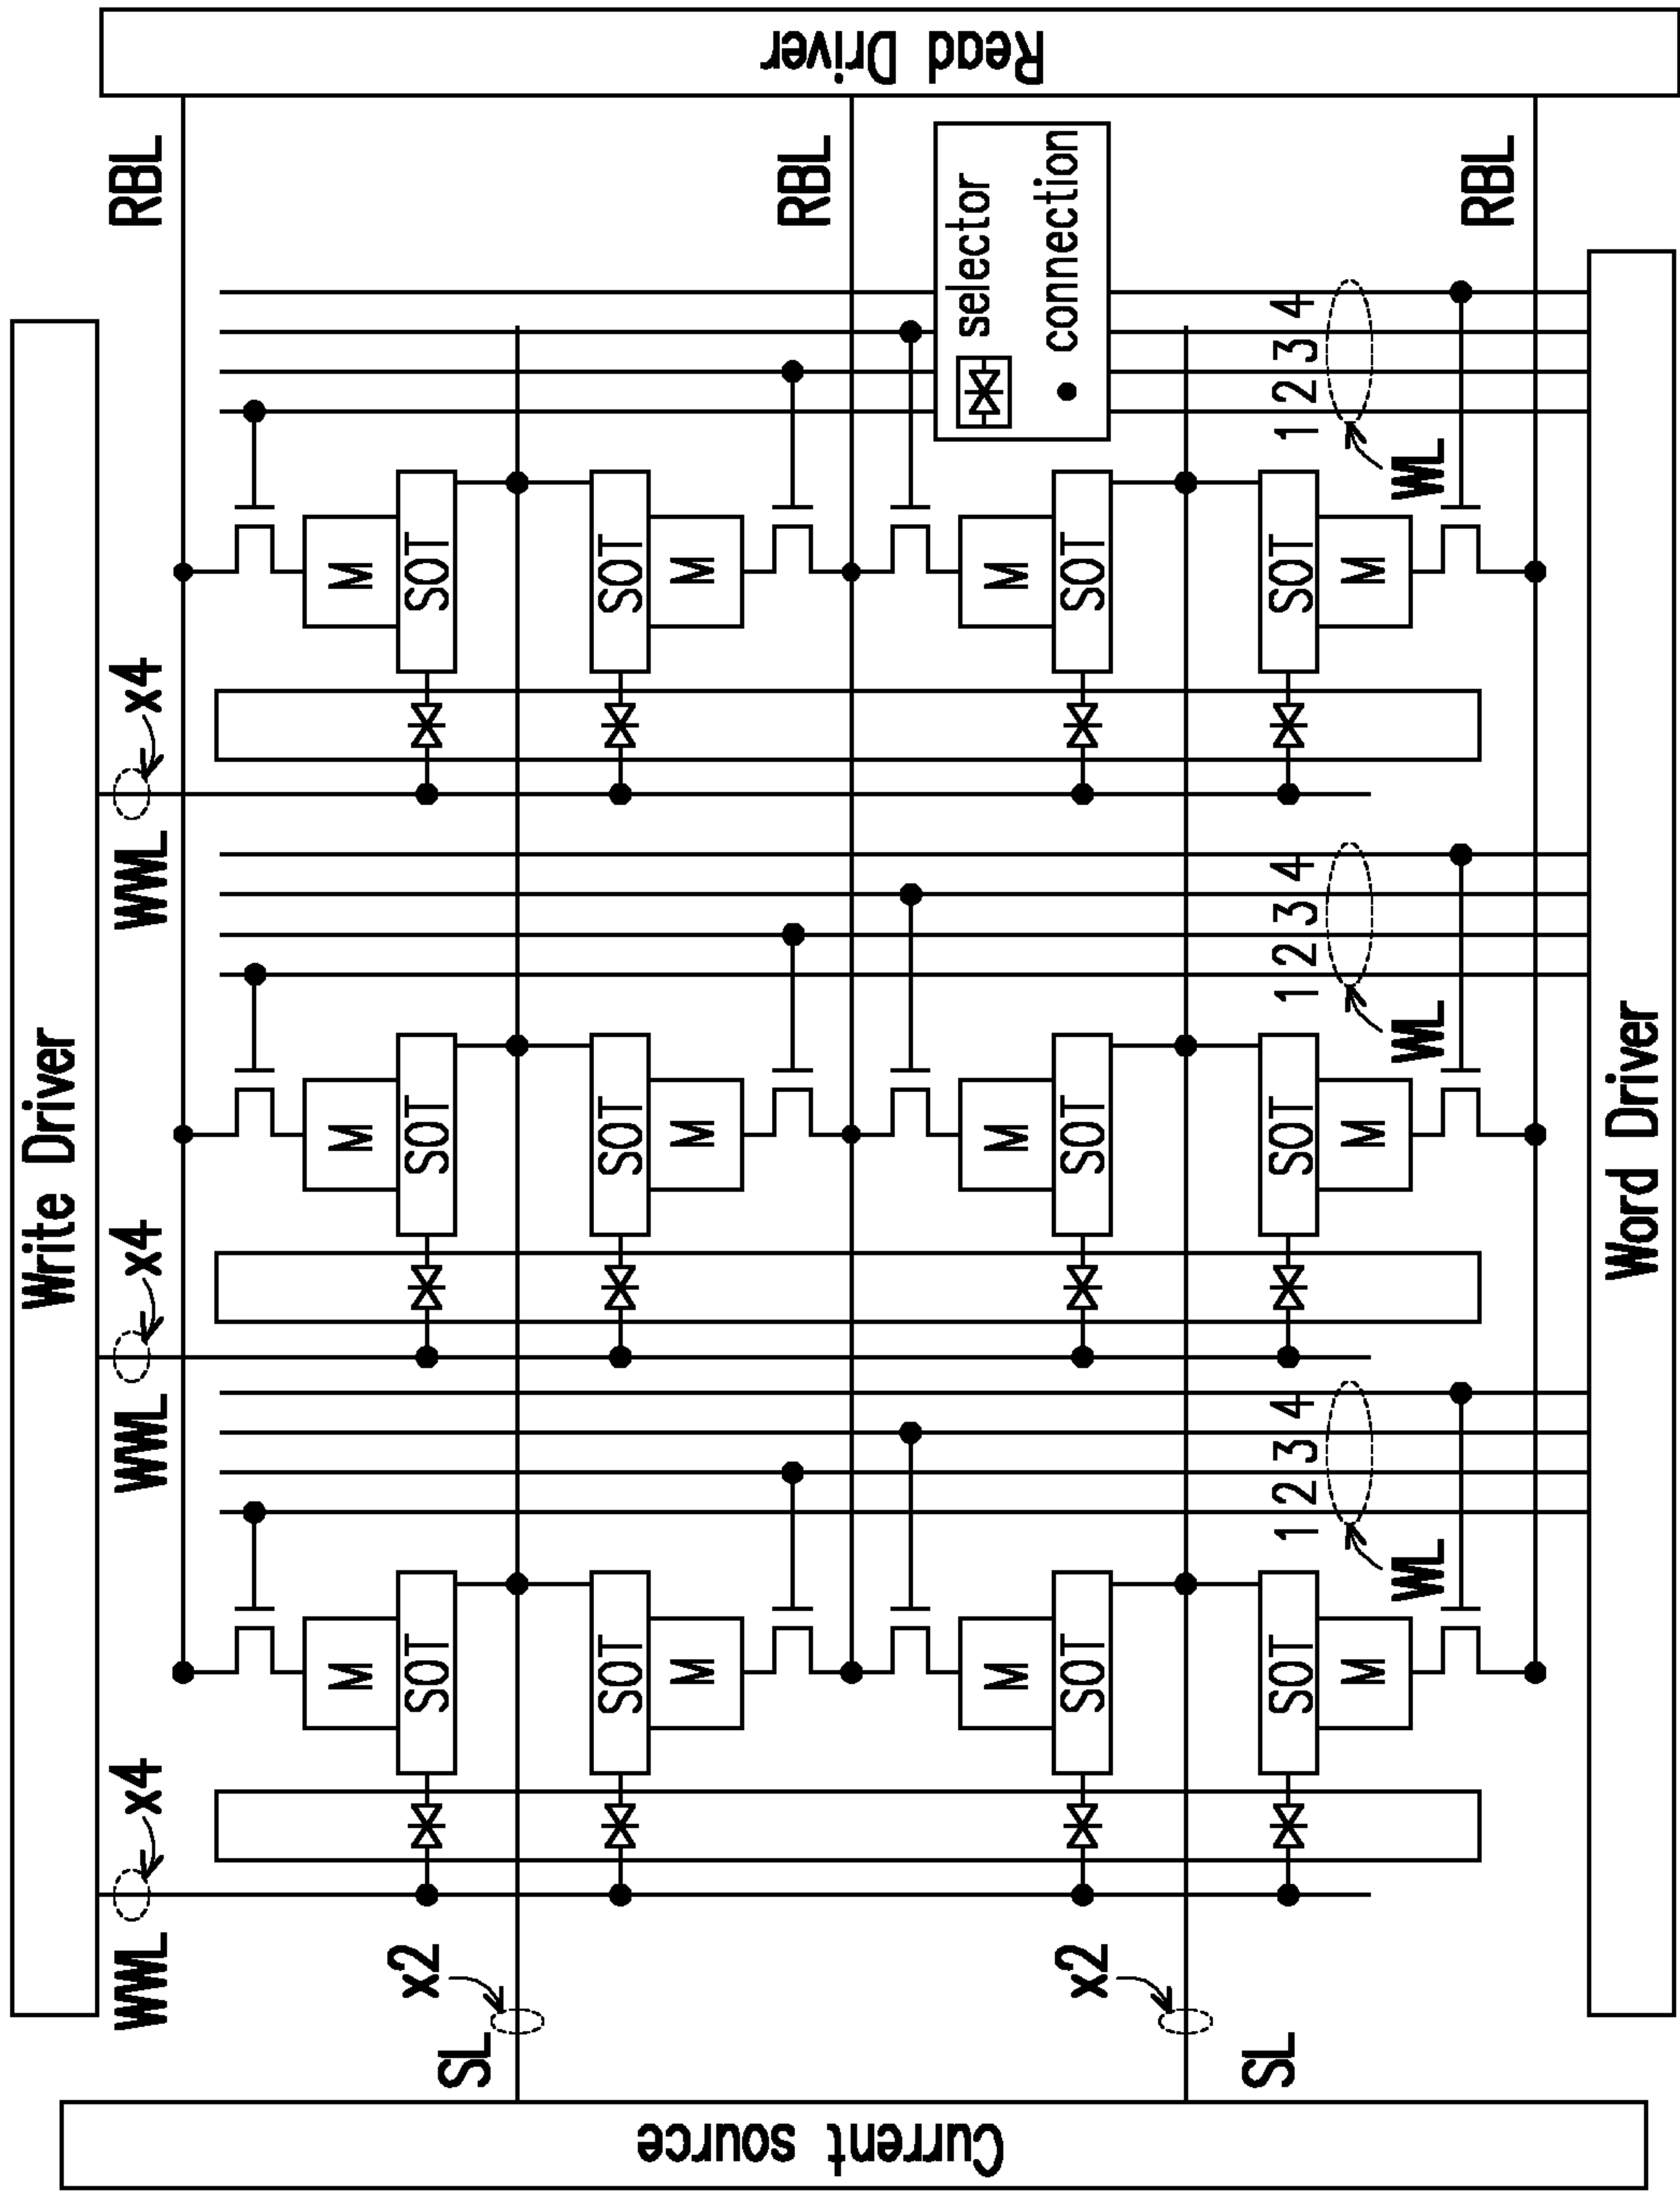 Write Driver
WWL x4 WWL x4 WWL x4 RBL
M M M
x2 SOT SOT SOT
SL
SOT SOT SOT
M M M
RBL
Current source
Read Driver
selector
connection
M M M
x2 SOT SOT SOT
SL
SOT 1 2 3 4 SOT 1 2 3 4 SOT 1 2 3 4
M M M
WL WL WL
RBL
Word Driver